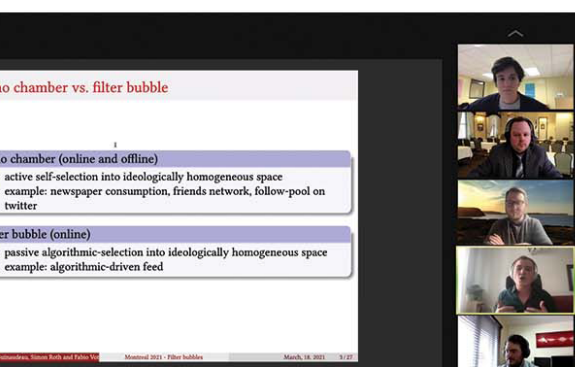 o chamber vs. filter bubble
o chamber (online and offline)
active self-selection into ideologically homogeneous space
example: newspaper consumption, friends network, follow-pool on
twitter
er bubble (online)
passive algorithmic-selection into ideologically homogeneous space
example: algorithmic-driven feed
Simon Roth and Fabio Vot
Montreal 2021 - Filter bubbles
March, 18. 2021
5 / 27